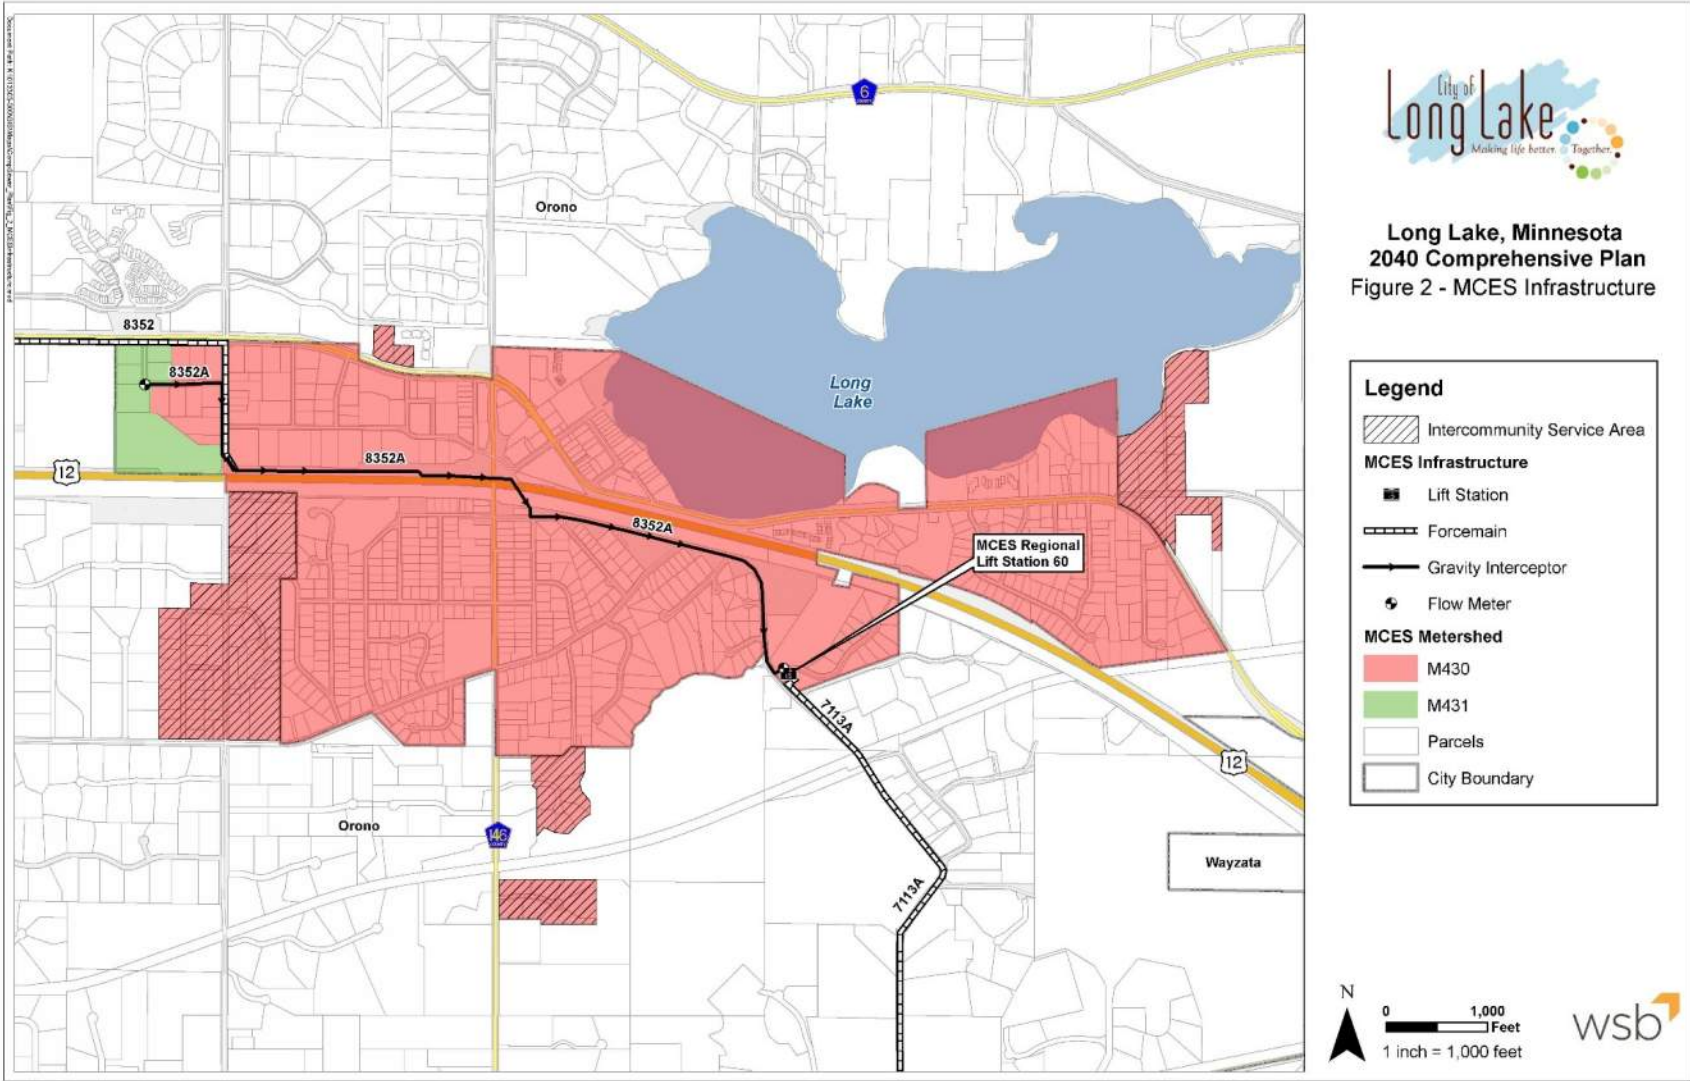 City of
Long Lake
Making life better. Together.
Long Lake, Minnesota
2040 Comprehensive Plan
Figure 2 - MCES Infrastructure
Legend
Intercommunity Service Area
MCES Infrastructure
Lift Station
Forcemain
Gravity Interceptor
Flow Meter
MCES Metershed
M430
M431
Parcels
City Boundary
N
0 1,000
Feet
1 inch = 1,000 feet
wsb
6
COUNTY
Orono
8352
8352A
Long
Lake
12
8352A
8352A
MCES Regional
Lift Station 60
7113A
12
Orono
146
COUNTY
Wayzata
7113A